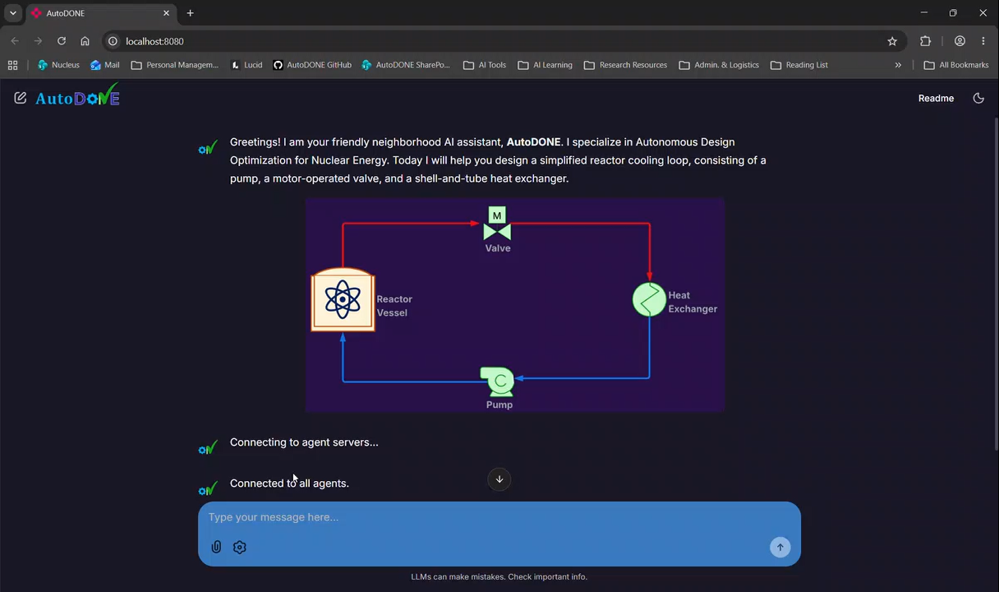 AutoDONE
localhost:8080
Nucleus
Mail
Personal Managem...
Lucid
AutoDONE GitHub
AutoDONE SharePo...
AI Tools
AI Learning
Research Resources
Admin. & Logistics
Reading List
»
All Bookmarks
AutoDONE
Readme
Greetings! I am your friendly neighborhood AI assistant, AutoDONE. I specialize in Autonomous Design
Optimization for Nuclear Energy. Today I will help you design a simplified reactor cooling loop, consisting of a
pump, a motor-operated valve, and a shell-and-tube heat exchanger.
M
Valve
Reactor
Vessel
Heat
Exchanger
C
Pump
Connecting to agent servers...
Connected to all agents.
Type your message here...
LLMs can make mistakes. Check important info.